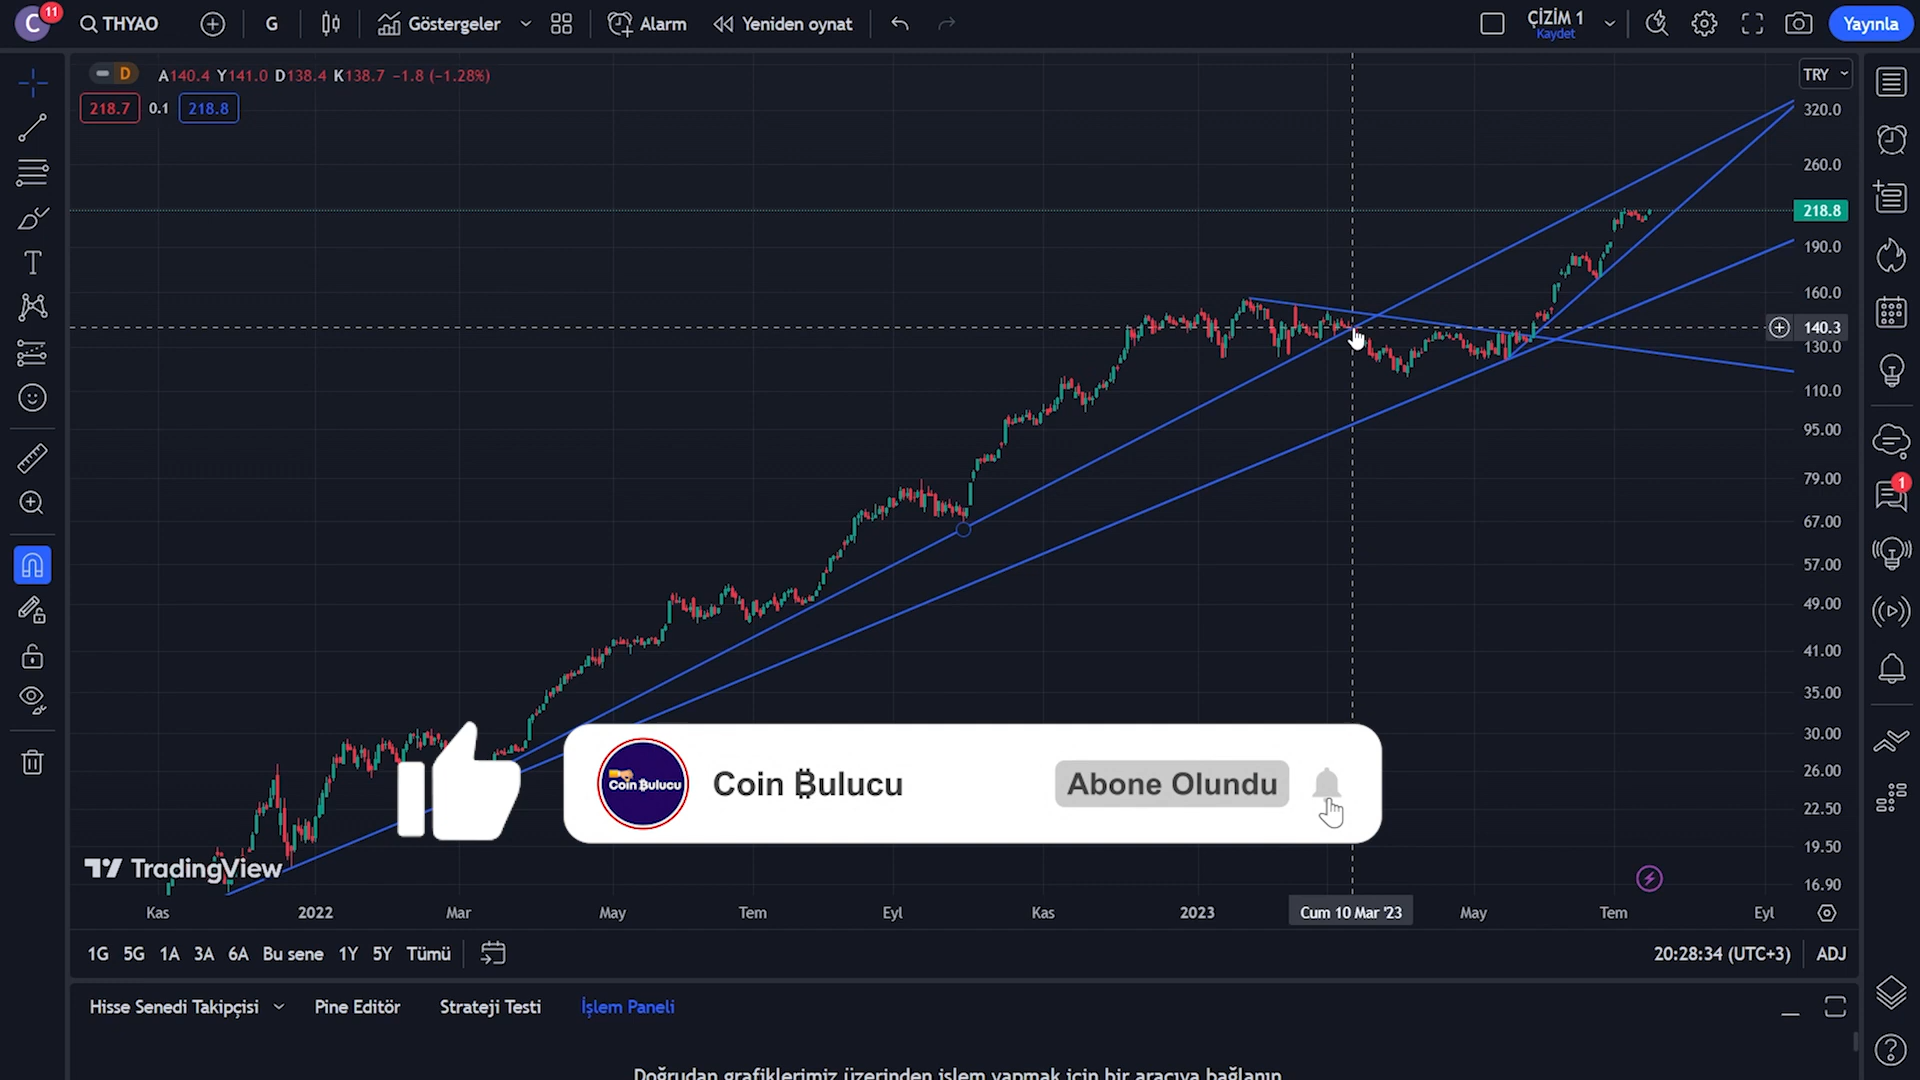 C 11 THYAO G Göstergeler Alarm Yeniden oynat ÇİZİM 1 Kaydet Yayınla
D A140.4 Y141.0 D138.4 K138.7 −1.8 (−1.28%) TRY
218.7 0.1 218.8
320.0
260.0
218.8
190.0
160.0
140.3
130.0
110.0
95.00
79.00
67.00
57.00
49.00
41.00
35.00
30.00
26.00
22.50
19.50
16.90
1
Coin Bulucu
Coin ₿ulucu
Abone Olundu
TradingView
Kas 2022 Mar May Tem Eyl Kas 2023 Cum 10 Mar '23 May Tem Eyl
1G 5G 1A 3A 6A Bu sene 1Y 5Y Tümü 20:28:34 (UTC+3) ADJ
Hisse Senedi Takipçisi Pine Editör Strateji Testi İşlem Paneli
Doğrudan grafiklerimiz üzerinden işlem yapmak için bir aracıya bağlanın